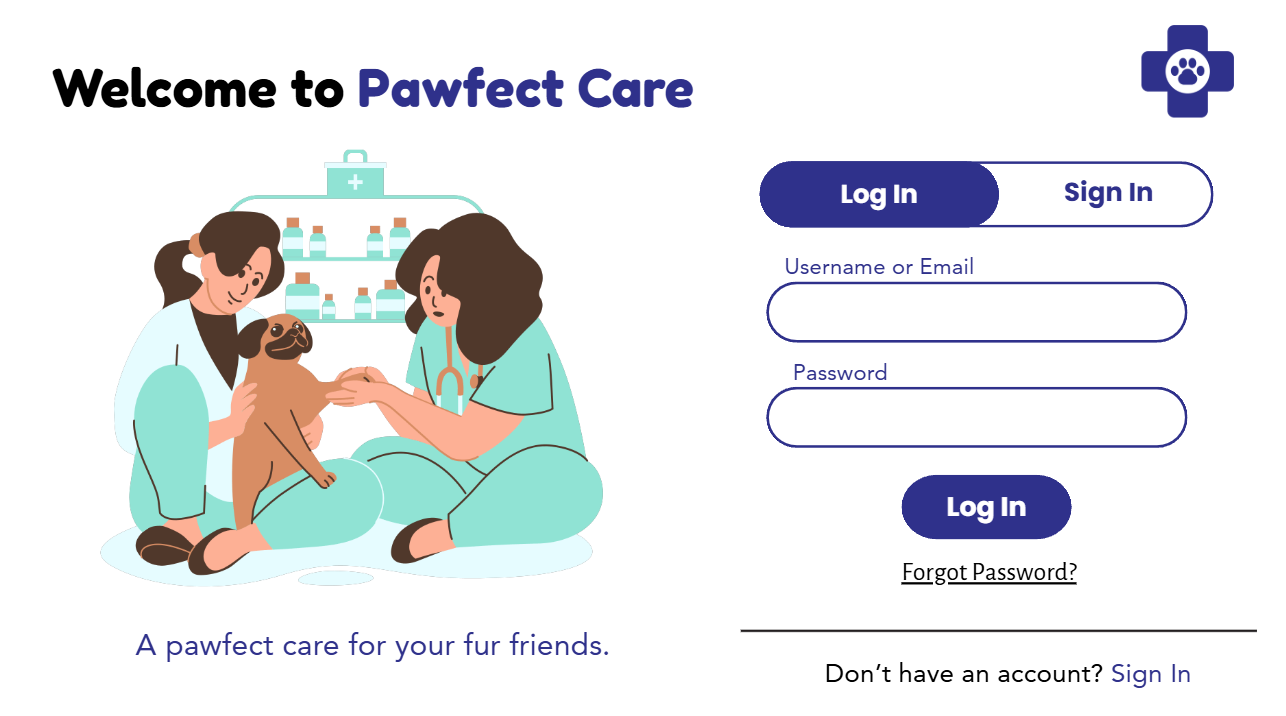 Welcome to Pawfect Care
Log In
Sign In
Username or Email
Password
Log In
Forgot Password?
A pawfect care for your fur friends.
Don’t have an account? Sign In